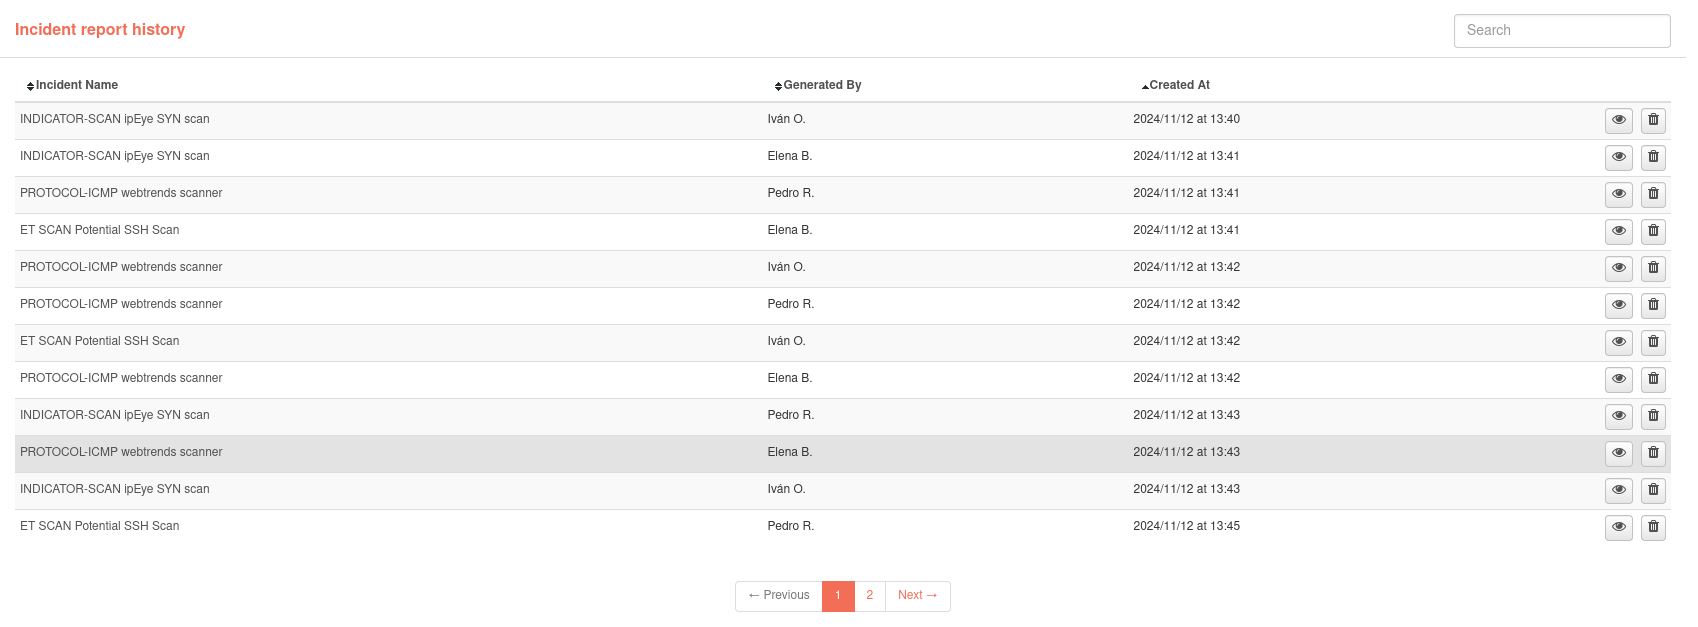 Incident report history
Search
Incident Name Generated By Created At
INDICATOR-SCAN ipEye SYN scan Iván O. 2024/11/12 at 13:40
INDICATOR-SCAN ipEye SYN scan Elena B. 2024/11/12 at 13:41
PROTOCOL-ICMP webtrends scanner Pedro R. 2024/11/12 at 13:41
ET SCAN Potential SSH Scan Elena B. 2024/11/12 at 13:41
PROTOCOL-ICMP webtrends scanner Iván O. 2024/11/12 at 13:42
PROTOCOL-ICMP webtrends scanner Pedro R. 2024/11/12 at 13:42
ET SCAN Potential SSH Scan Iván O. 2024/11/12 at 13:42
PROTOCOL-ICMP webtrends scanner Elena B. 2024/11/12 at 13:42
INDICATOR-SCAN ipEye SYN scan Pedro R. 2024/11/12 at 13:43
PROTOCOL-ICMP webtrends scanner Elena B. 2024/11/12 at 13:43
INDICATOR-SCAN ipEye SYN scan Iván O. 2024/11/12 at 13:43
ET SCAN Potential SSH Scan Pedro R. 2024/11/12 at 13:45
← Previous 1 2 Next →